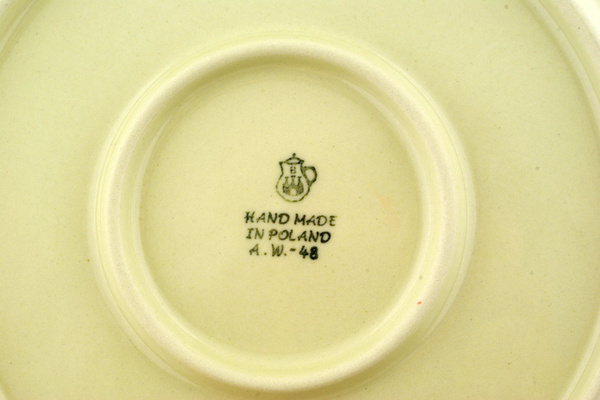 B
HAND MADE
IN POLAND
A.W.-48